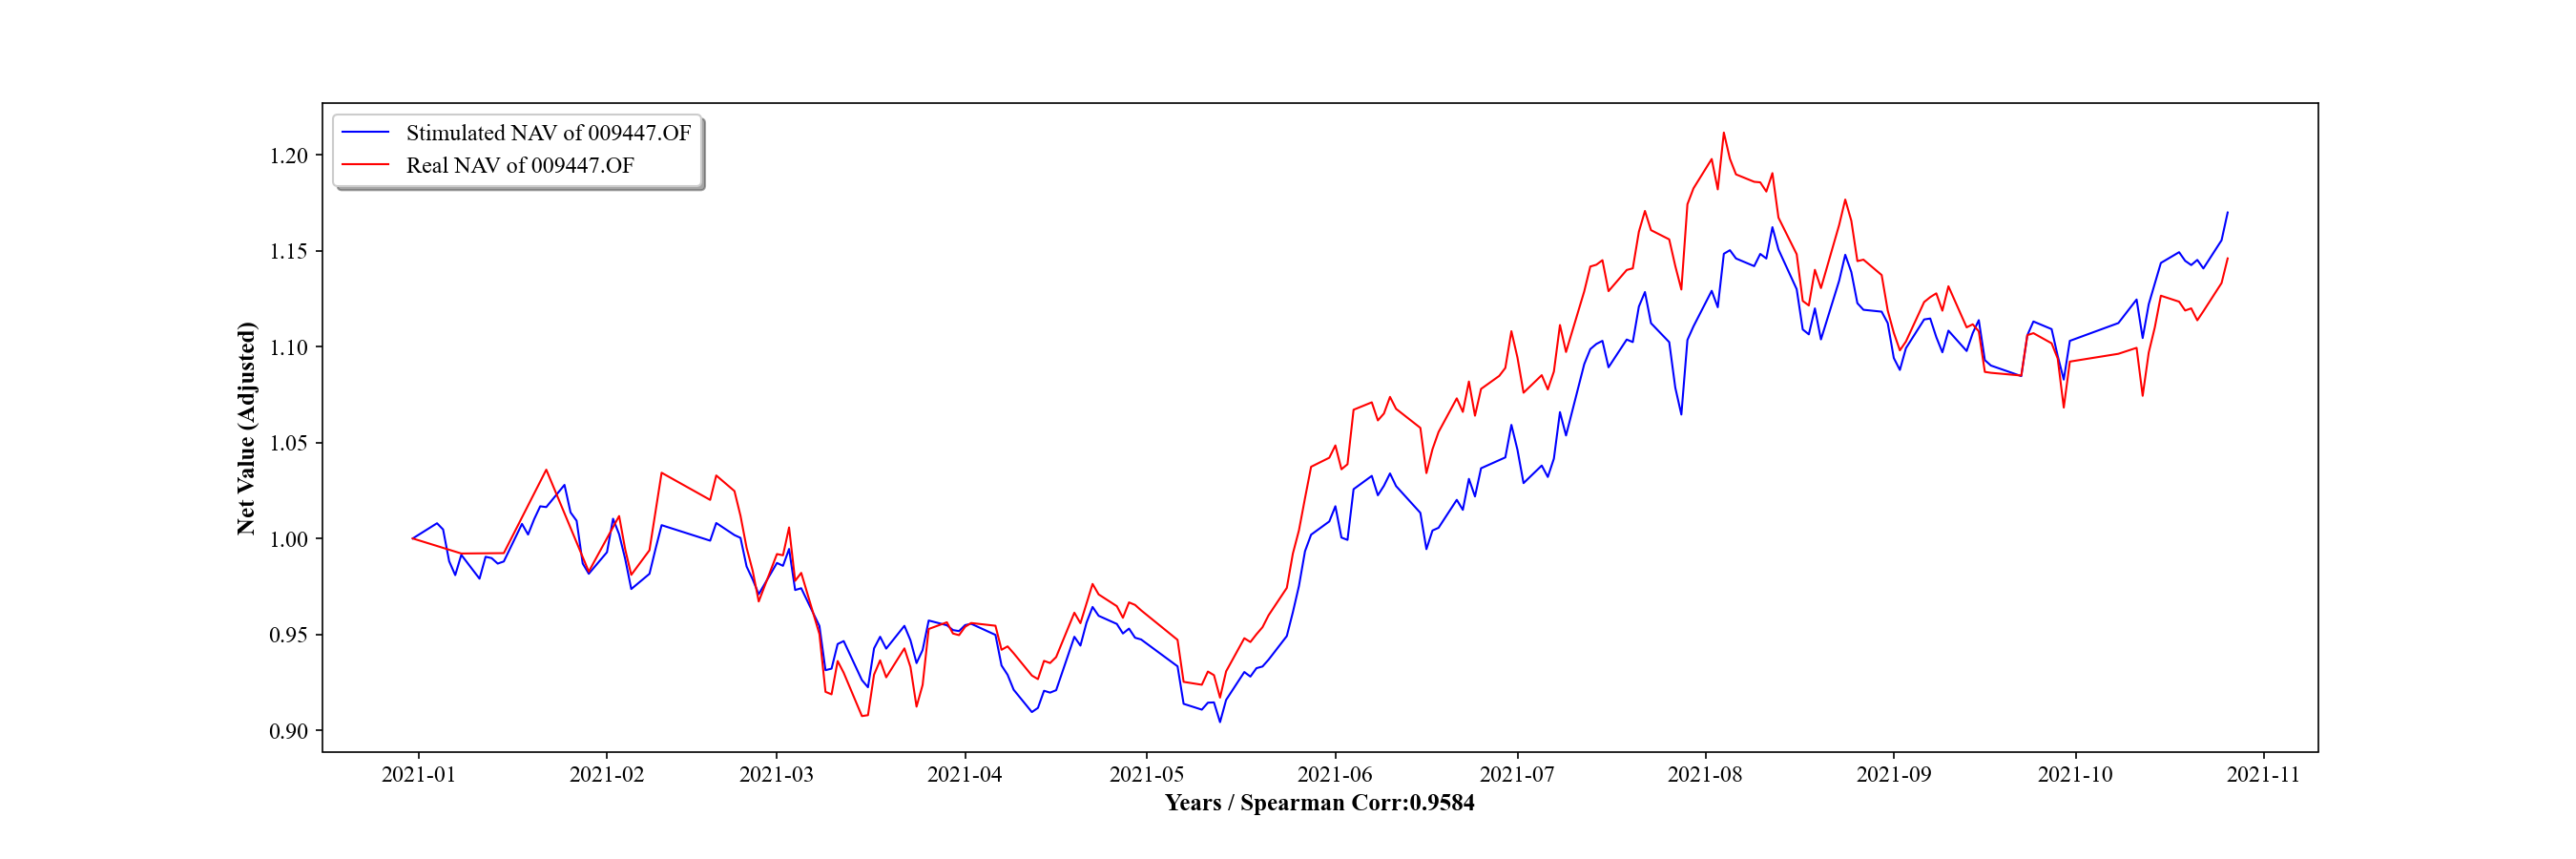 Stimulated NAV of 009447.OF
Real NAV of 009447.OF
Net Value (Adjusted)
1.20
1.15
1.10
1.05
1.00
0.95
0.90
2021-01 2021-02 2021-03 2021-04 2021-05 2021-06 2021-07 2021-08 2021-09 2021-10 2021-11
Years / Spearman Corr:0.9584